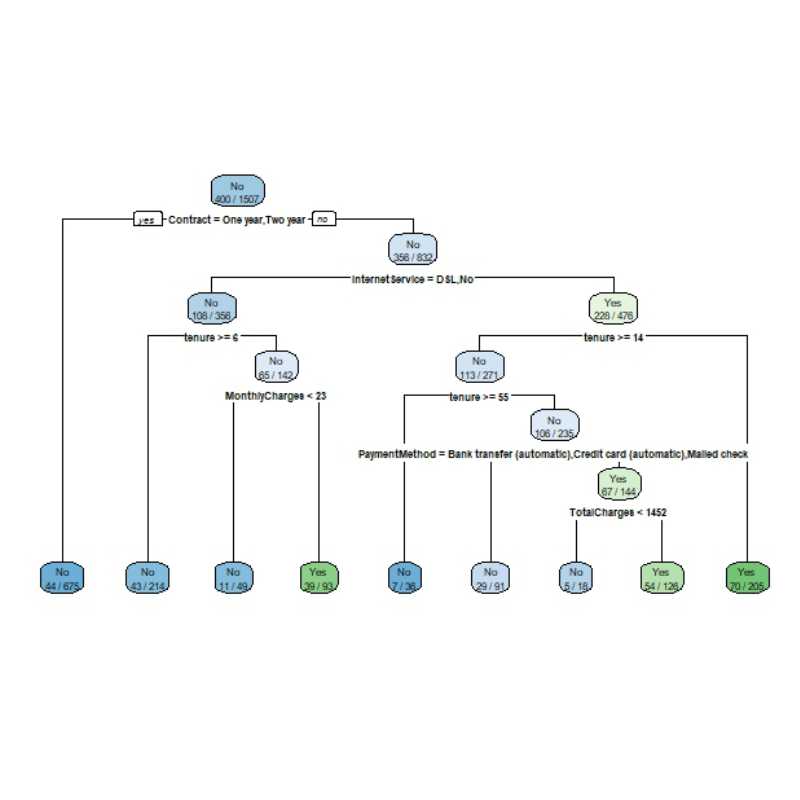 No
400 / 1507
yes Contract = One year,Two year no
No
356 / 832
InternetService = DSL,No
No
108 / 356
Yes
228 / 476
tenure >= 6
tenure >= 14
No
65 / 142
No
113 / 271
MonthlyCharges < 23
tenure >= 55
No
106 / 235
PaymentMethod = Bank transfer (automatic),Credit card (automatic),Mailed check
Yes
67 / 144
TotalCharges < 1452
No
44 / 675
No
43 / 214
No
11 / 49
Yes
39 / 93
No
7 / 36
No
29 / 91
No
5 / 18
Yes
54 / 126
Yes
70 / 205